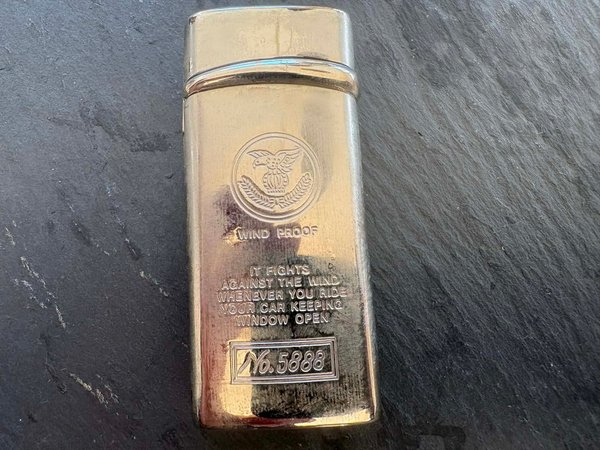 WIND PROOF
IT FIGHTS
AGAINST THE WIND
WHENEVER YOU RIDE
YOUR CAR KEEPING
WINDOW OPEN
No. 5888